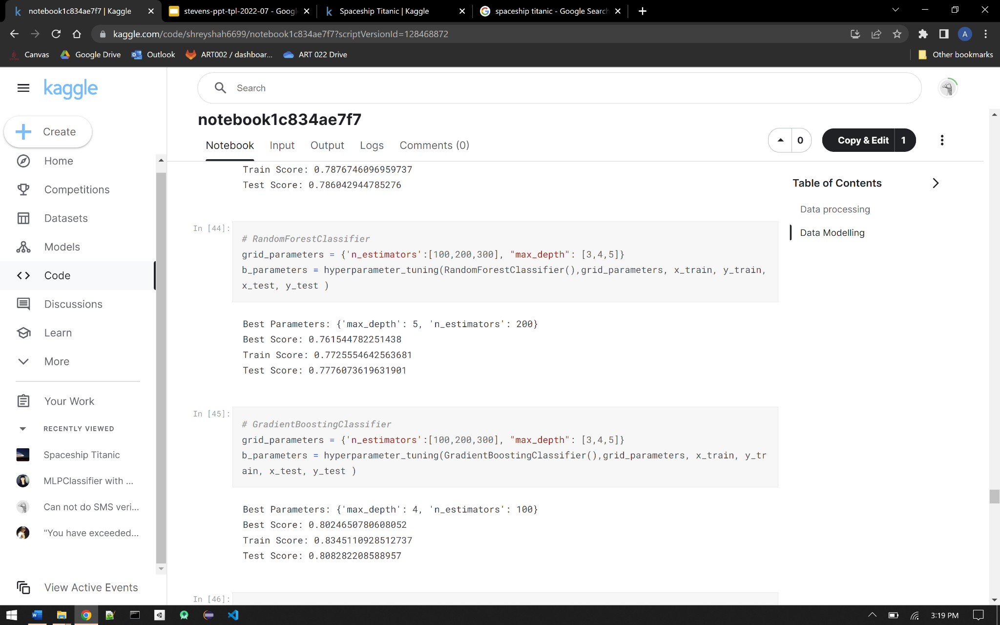 notebook1c834ae7f7 | Kaggle
stevens-ppt-tpl-2022-07 - Googl
Spaceship Titanic | Kaggle
spaceship titanic - Google Search
kaggle.com/code/shreyshah6699/notebook1c834ae7f7?scriptVersionId=128468872
A
Canvas
Google Drive
Outlook
ART002 / dashboar...
ART 022 Drive
Other bookmarks
kaggle
Search
Create
Home
Competitions
Datasets
Models
Code
Discussions
Learn
More
Your Work
RECENTLY VIEWED
Spaceship Titanic
MLPClassifier with ...
Can not do SMS veri...
"You have exceeded...
View Active Events
notebook1c834ae7f7
Notebook
Input
Output
Logs
Comments (0)
0
Copy & Edit
1
Train Score: 0.7876746096959737
Test Score: 0.786042944785276
In [44]:
# RandomForestClassifier
grid_parameters = {'n_estimators':[100,200,300], "max_depth": [3,4,5]}
b_parameters = hyperparameter_tuning(RandomForestClassifier(),grid_parameters, x_train, y_train,
x_test, y_test )
Best Parameters: {'max_depth': 5, 'n_estimators': 200}
Best Score: 0.761544782251438
Train Score: 0.7725554642563681
Test Score: 0.7776073619631901
In [45]:
# GradientBoostingClassifier
grid_parameters = {'n_estimators':[100,200,300], "max_depth": [3,4,5]}
b_parameters = hyperparameter_tuning(GradientBoostingClassifier(),grid_parameters, x_train, y_tr
ain, x_test, y_test )
Best Parameters: {'max_depth': 4, 'n_estimators': 100}
Best Score: 0.8024650780608052
Train Score: 0.8345110928512737
Test Score: 0.808282208588957
In [46]:
Table of Contents
Data processing
Data Modelling
3:19 PM